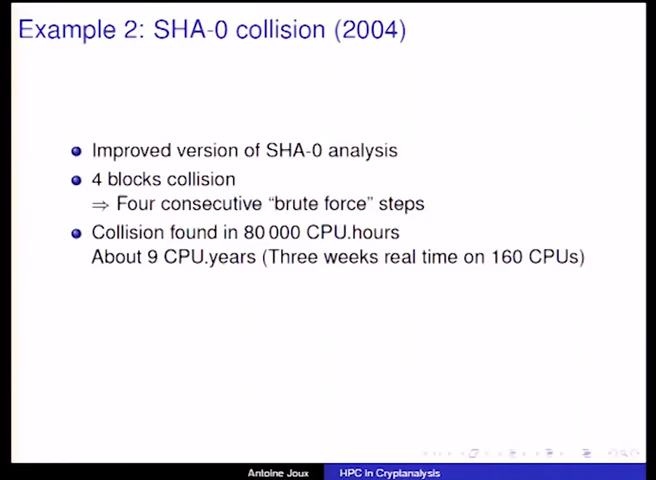 Example 2: SHA-0 collision (2004)
Improved version of SHA-0 analysis
4 blocks collision
⇒ Four consecutive “brute force” steps
Collision found in 80 000 CPU.hours
About 9 CPU.years (Three weeks real time on 160 CPUs)
Antoine Joux HPC in Cryptanalysis